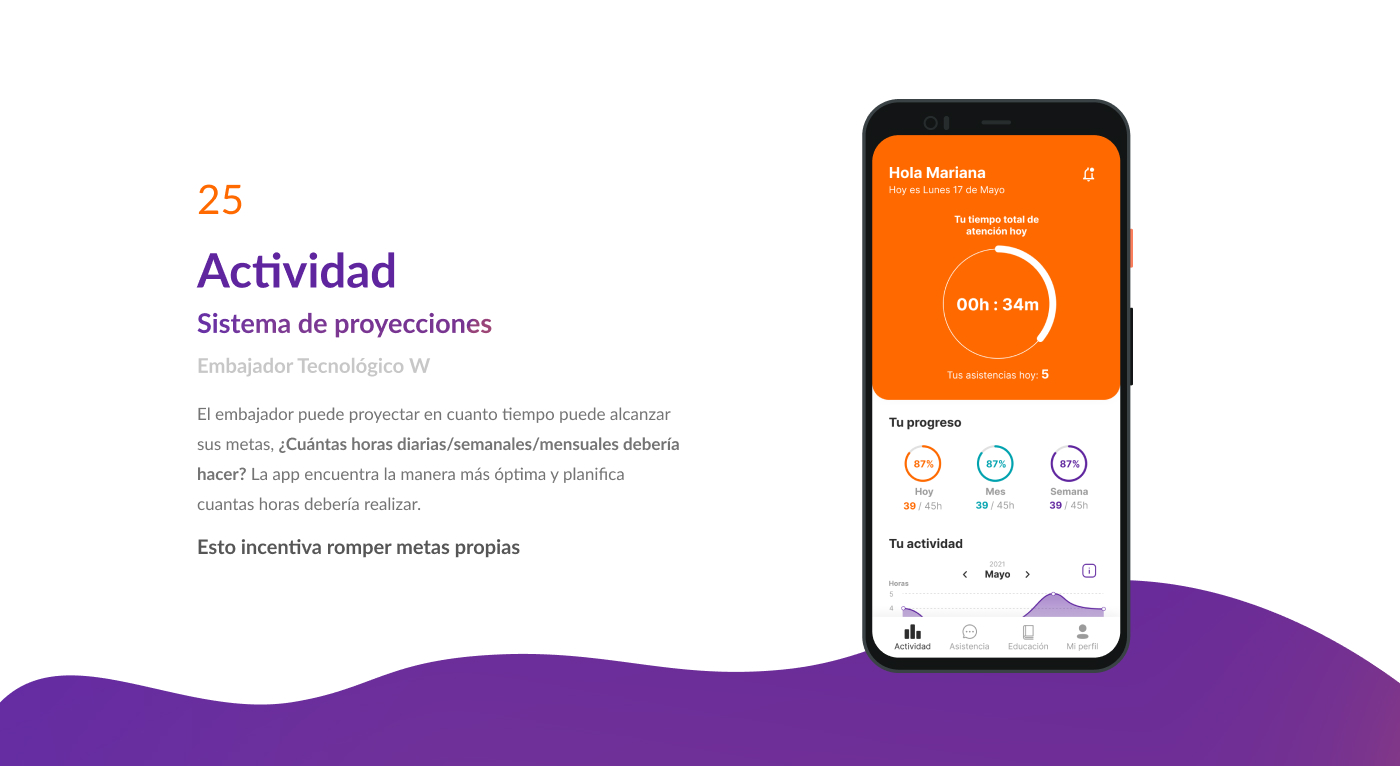 25
Actividad
Sistema de proyecciones
Embajador Tecnológico W
El embajador puede proyectar en cuanto tiempo puede alcanzar
sus metas, ¿Cuántas horas diarias/semanales/mensuales debería
hacer? La app encuentra la manera más óptima y planifica
cuantas horas debería realizar.
Esto incentiva romper metas propias
Hola Mariana
Hoy es Lunes 17 de Mayo
Tu tiempo total de
atención hoy
00h : 34m
Tus asistencias hoy: 5
Tu progreso
87% 87% 87%
Hoy Mes Semana
39 / 45h 39 / 45h 39 / 45h
Tu actividad
2021
Mayo
Horas
5
4
Actividad Asistencia Educación Mi perfil